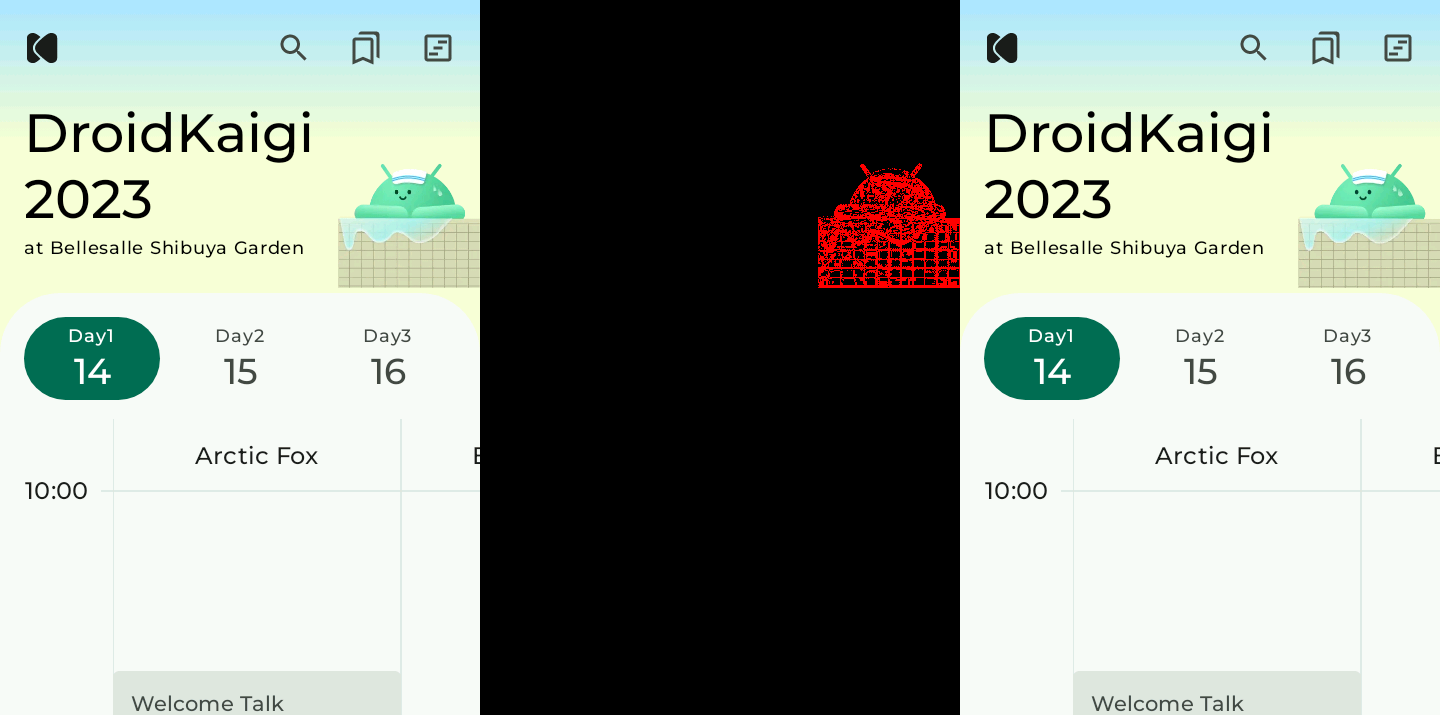 DroidKaigi
2023
at Bellesalle Shibuya Garden
Day1
14
Day2
15
Day3
16
Arctic Fox
10:00
Welcome Talk
DroidKaigi
2023
at Bellesalle Shibuya Garden
Day1
14
Day2
15
Day3
16
Arctic Fox
10:00
Welcome Talk